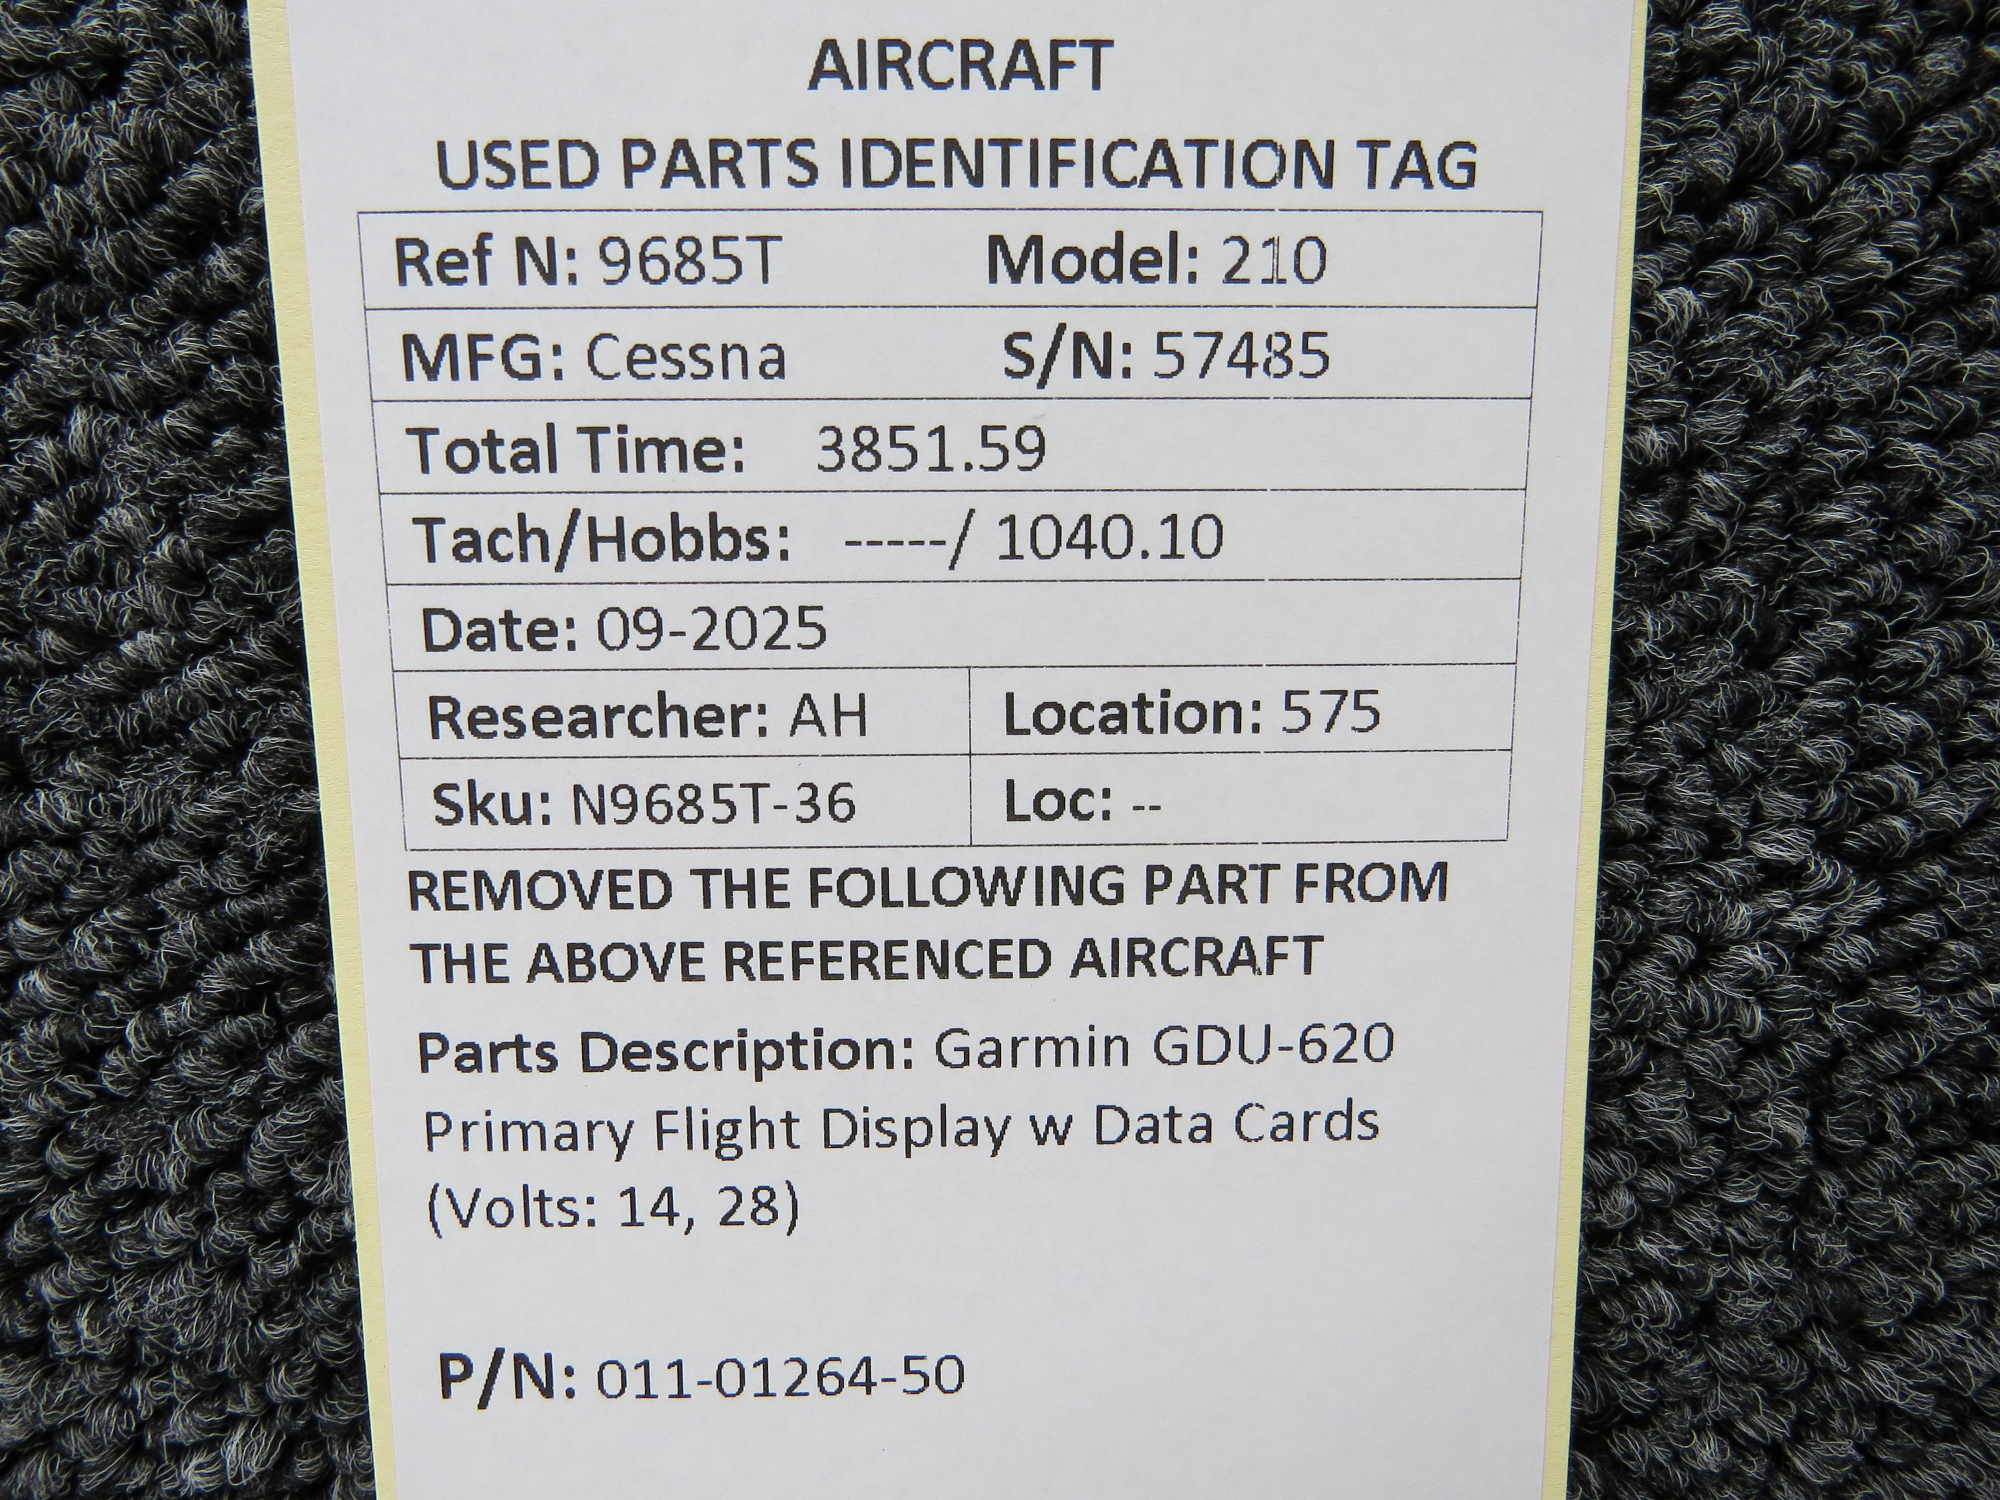 AIRCRAFT
USED PARTS IDENTIFICATION TAG
Ref N: 9685T Model: 210
MFG: Cessna S/N: 57485
Total Time: 3851.59
Tach/Hobbs: -----/ 1040.10
Date: 09-2025
Researcher: AH Location: 575
Sku: N9685T-36 Loc: --
REMOVED THE FOLLOWING PART FROM
THE ABOVE REFERENCED AIRCRAFT
Parts Description: Garmin GDU-620
Primary Flight Display w Data Cards
(Volts: 14, 28)
P/N: 011-01264-50